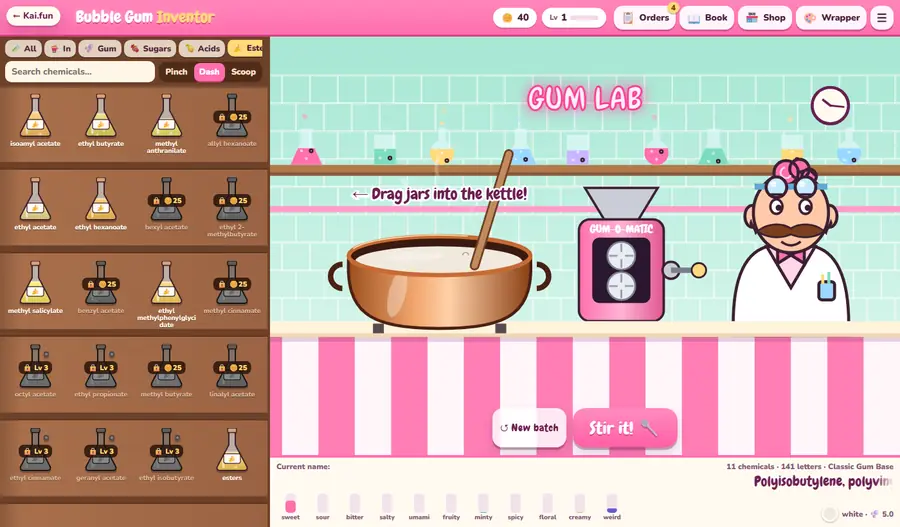 ← Kai.fun
Bubble Gum Inventor
40
Lv 1
Orders
4
Book
Shop
Wrapper
All
In
Gum
Sugars
Acids
Este
Search chemicals...
Pinch
Dash
Scoop
isoamyl acetate
ethyl butyrate
methyl anthranilate
25
allyl hexanoate
ethyl acetate
ethyl hexanoate
25
hexyl acetate
25
ethyl 2-
methylbutyrate
methyl salicylate
25
benzyl acetate
ethyl
methylphenylglyci
date
25
methyl cinnamate
Lv 3
octyl acetate
Lv 3
ethyl propionate
25
methyl butyrate
25
linalyl acetate
Lv 3
ethyl cinnamate
Lv 3
geranyl acetate
Lv 3
ethyl isobutyrate
esters
GUM LAB
← Drag jars into the kettle!
GUM-O-MATIC
↺ New batch
Stir it!
Current name:
11 chemicals · 141 letters · Classic Gum Base
Polyisobutylene, polyvin
sweet
sour
bitter
salty
umami
fruity
minty
spicy
floral
creamy
weird
white · 5.0